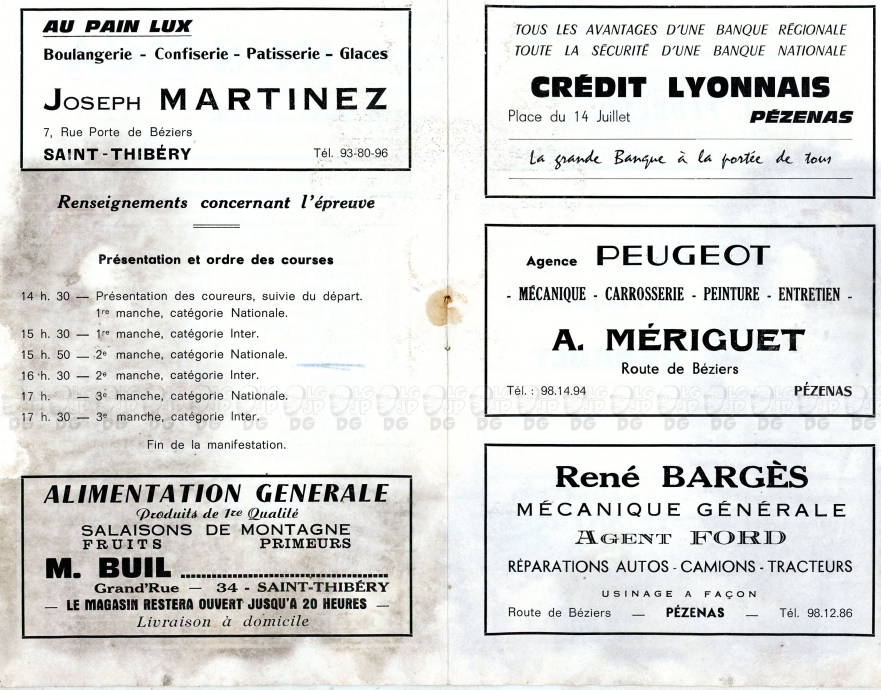 AU PAIN LUX
Boulangerie - Confiserie - Patisserie - Glaces
JOSEPH MARTINEZ
7, Rue Porte de Béziers
SAINT-THIBÉRY Tél. 93-80-96
Renseignements concernant l'épreuve
Présentation et ordre des courses
14 h. 30 — Présentation des coureurs, suivie du départ.
1re manche, catégorie Nationale.
15 h. 30 — 1re manche, catégorie Inter.
15 h. 50 — 2e manche, catégorie Nationale.
16 h. 30 — 2e manche, catégorie Inter.
17 h. — 3e manche, catégorie Nationale.
17 h. 30 — 3e manche, catégorie Inter.
Fin de la manifestation.
ALIMENTATION GENERALE
Produits de 1re Qualité
SALAISONS DE MONTAGNE
FRUITS PRIMEURS
M. BUIL
Grand'Rue — 34 - SAINT-THIBÉRY
— LE MAGASIN RESTERA OUVERT JUSQU'A 20 HEURES —
Livraison à domicile
TOUS LES AVANTAGES D'UNE BANQUE RÉGIONALE
TOUTE LA SÉCURITÉ D'UNE BANQUE NATIONALE
CRÉDIT LYONNAIS
Place du 14 Juillet PÉZENAS
La grande Banque à la portée de tous
Agence PEUGEOT
- MÉCANIQUE - CARROSSERIE - PEINTURE - ENTRETIEN -
A. MÉRIGUET
Route de Béziers
Tél. : 98.14.94 PÉZENAS
René BARGÈS
MÉCANIQUE GÉNÉRALE
AGENT FORD
RÉPARATIONS AUTOS - CAMIONS - TRACTEURS
USINAGE A FAÇON
Route de Béziers — PÉZENAS — Tél. 98.12.86